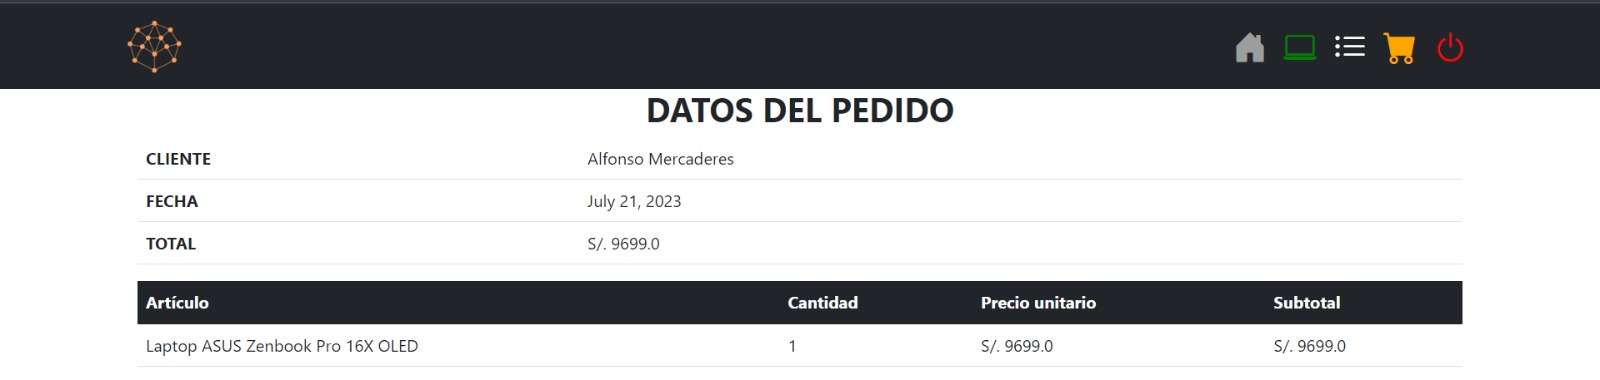 DATOS DEL PEDIDO
CLIENTE Alfonso Mercaderes
FECHA July 21, 2023
TOTAL S/. 9699.0
Artículo Cantidad Precio unitario Subtotal
Laptop ASUS Zenbook Pro 16X OLED 1 S/. 9699.0 S/. 9699.0